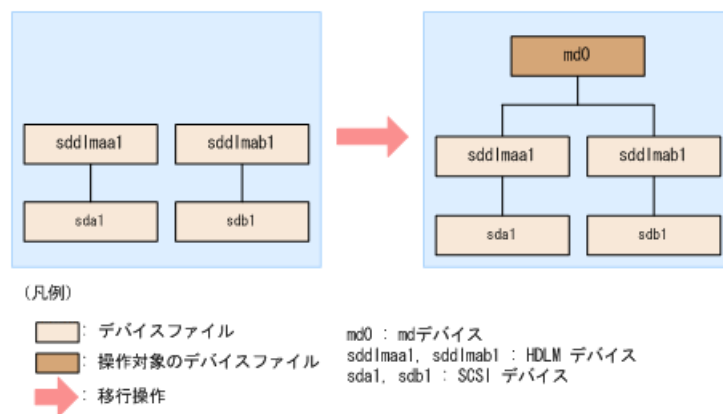 md0
sddlmaa1 sddlmab1 sddlmaa1 sddlmab1
sda1 sdb1 sda1 sdb1
(凡例)
: デバイスファイル
: 操作対象のデバイスファイル
: 移行操作
md0 : mdデバイス
sddlmaa1, sddlmab1 : HDLM デバイス
sda1, sdb1 : SCSI デバイス